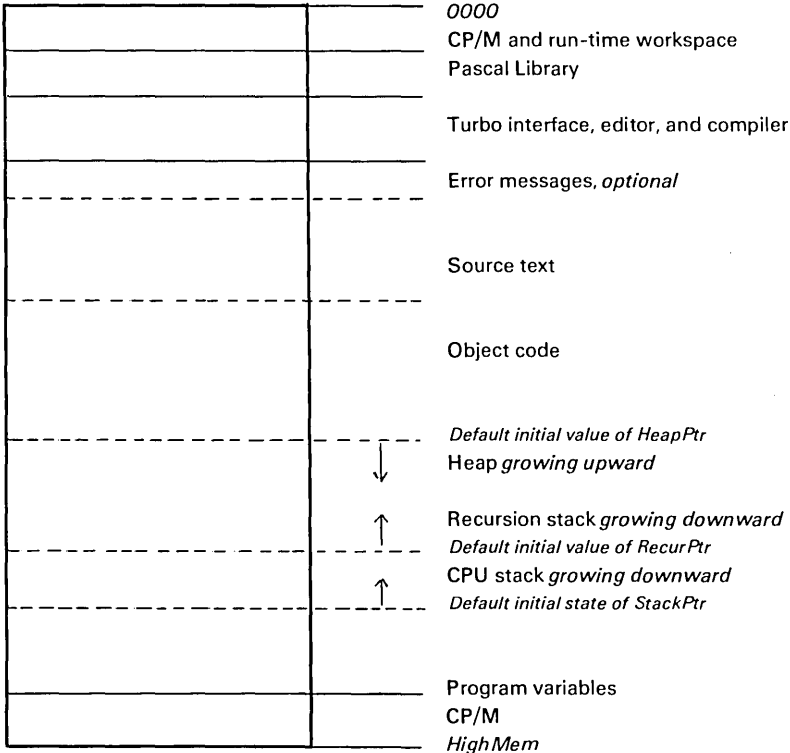 0000
CP/M and run-time workspace
Pascal Library
Turbo interface, editor, and compiler
Error messages, optional
Source text
Object code
Default initial value of HeapPtr
Heap growing upward
Recursion stack growing downward
Default initial value of RecurPtr
CPU stack growing downward
Default initial state of StackPtr
Program variables
CP/M
HighMem